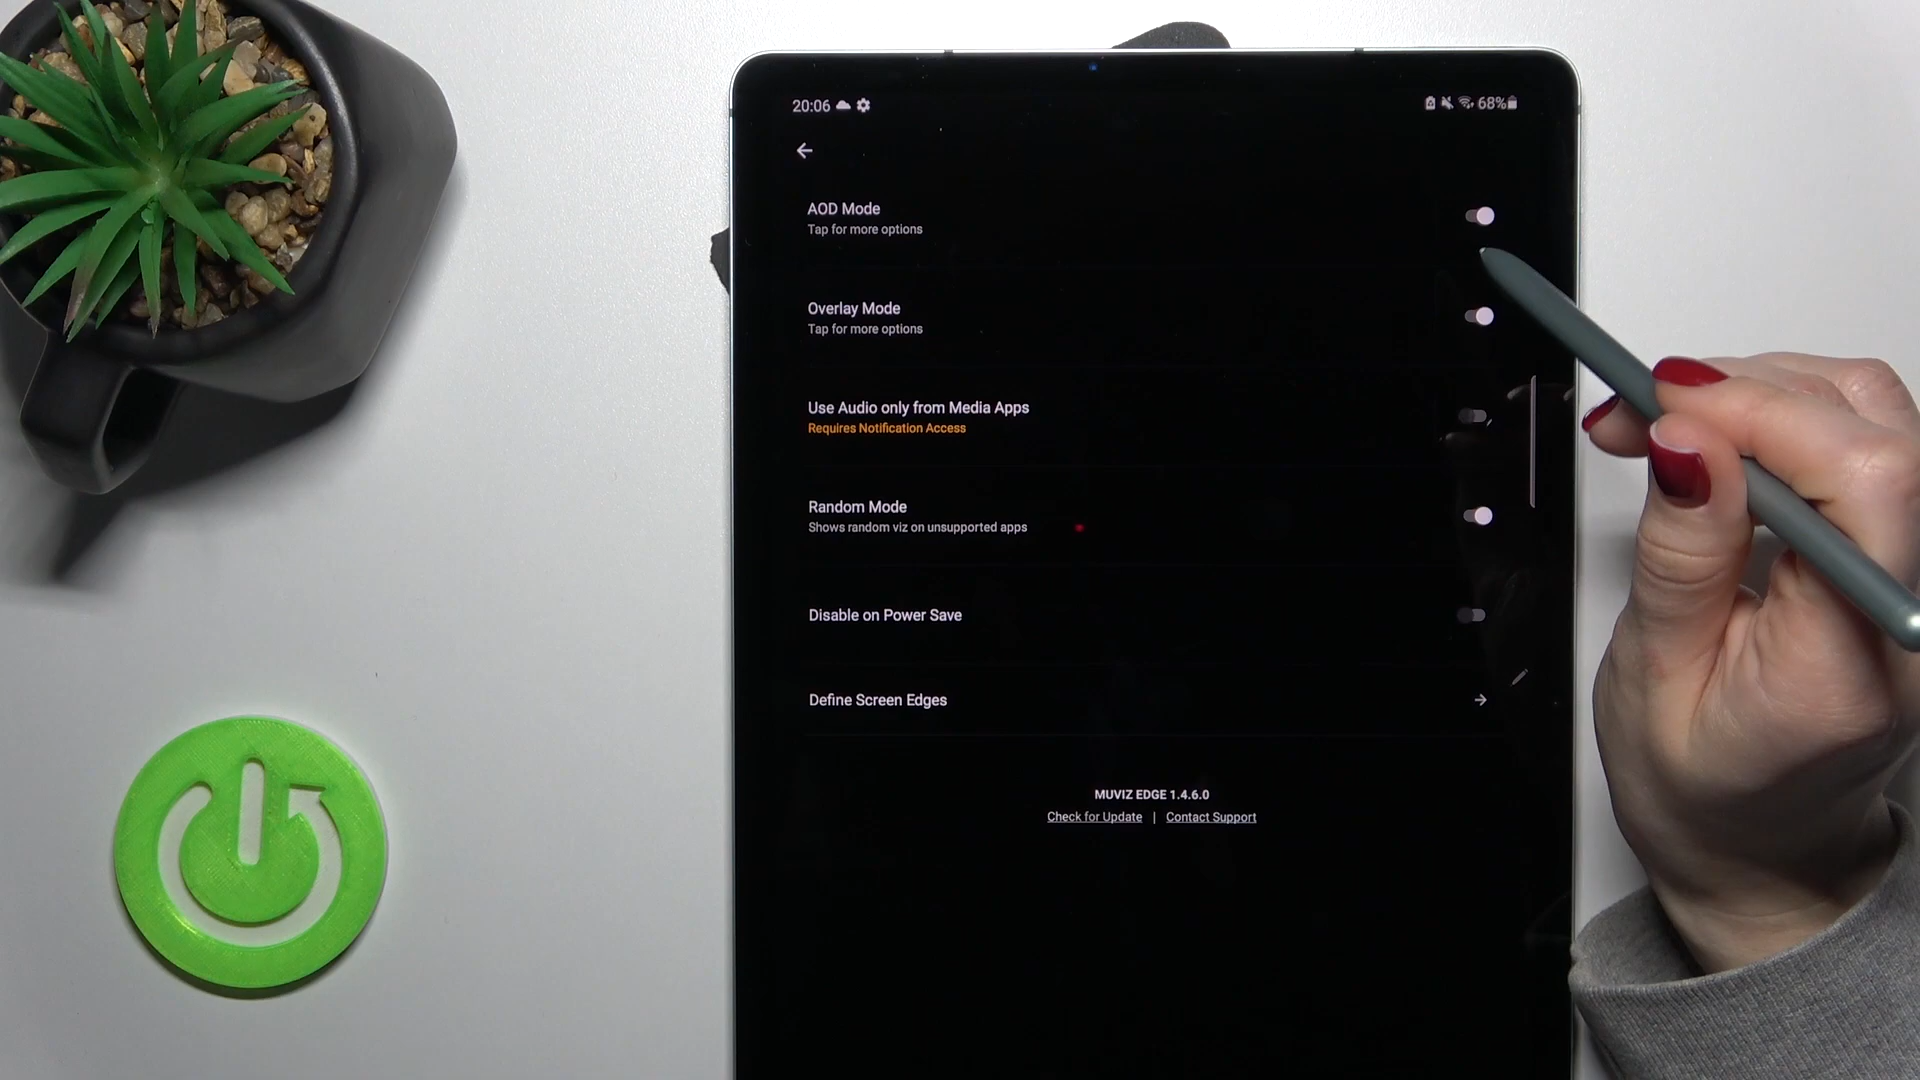 20:06
68%
AOD Mode
Tap for more options
Overlay Mode
Tap for more options
Use Audio only from Media Apps
Requires Notification Access
Random Mode
Shows random viz on unsupported apps
Disable on Power Save
Define Screen Edges
MUVIZ EDGE 1.4.6.0
Check for Update | Contact Support